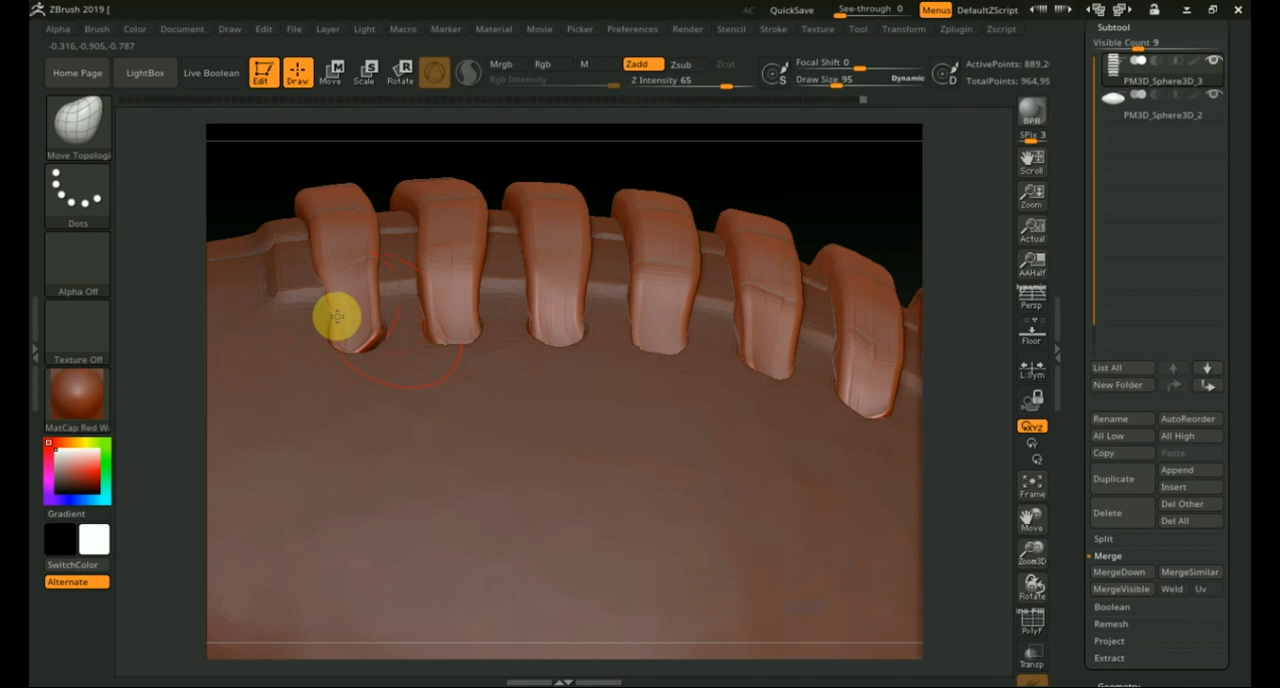 ZBrush 2019 [
AC QuickSave See-through 0 Menus DefaultZScript
Alpha Brush Color Document Draw Edit File Layer Light Macro Marker Material Movie Picker Preferences Render Stencil Stroke Texture Tool Transform Zplugin Zscript
-0.316,-0.905,-0.787
Home Page LightBox Live Boolean Edit Draw Move Scale Rotate
Mrgb Rgb M Zadd Zsub Zcut
Rgb Intensity Z Intensity 65
Focal Shift 0
Draw Size 95 Dynamic
S D
ActivePoints: 889,2
TotalPoints: 964,95
Move Topologi
Dots
Alpha Off
Texture Off
MatCap Red W
Gradient
SwitchColor
Alternate
BPR
SPix 3
Scroll
Zoom
Actual
AAHalf
Dynamic
Persp
Floor
L.Sym
XYZ
Frame
Move
Zoom3D
Rotate
PolyF
Transp
Subtool
Visible Count 9
PM3D_Sphere3D_3
PM3D_Sphere3D_2
List All
New Folder
Rename AutoReorder
All Low All High
Copy Paste
Duplicate Append
Insert
Delete Del Other
Del All
Split
Merge
MergeDown MergeSimilar
MergeVisible Weld Uv
Boolean
Remesh
Project
Extract
Geometry